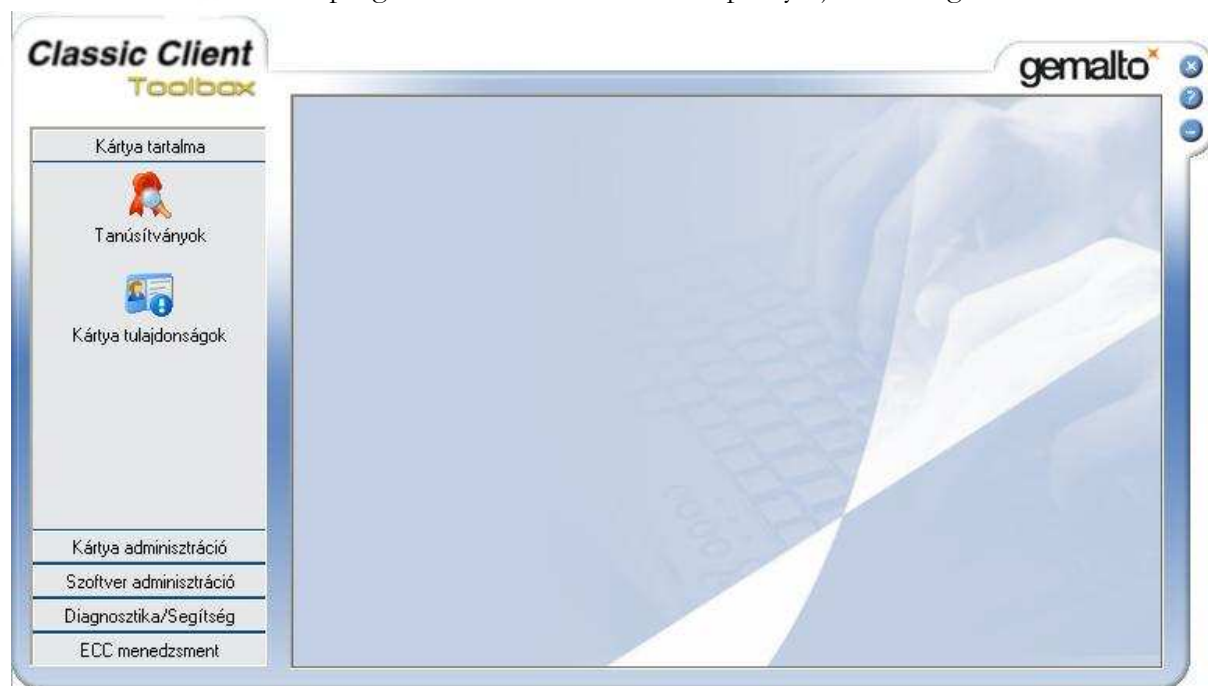 Classic Client
Toolbox
gemalto
Kártya tartalma
Tanúsítványok
Kártya tulajdonságok
Kártya adminisztráció
Szoftver adminisztráció
Diagnosztika/Segítség
ECC menedzsment